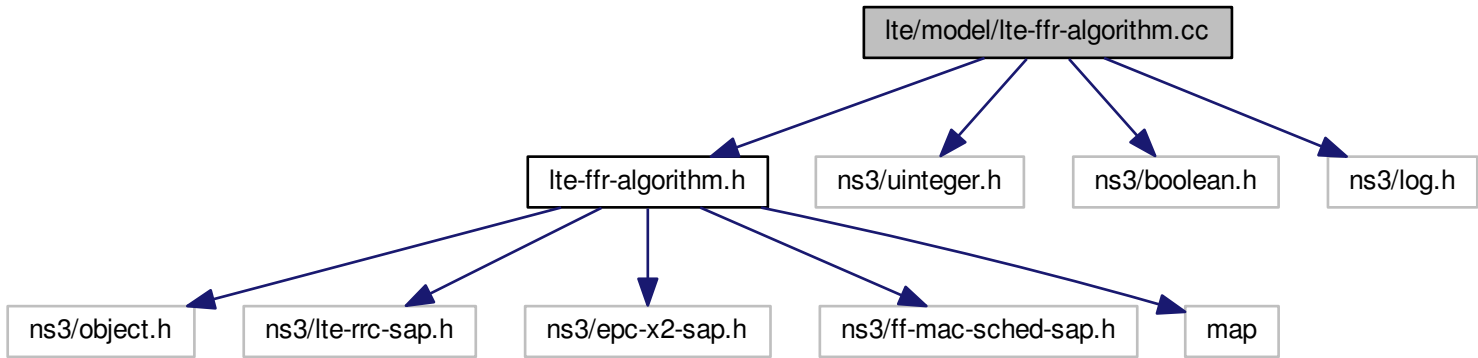 lte/model/lte-ffr-algorithm.cc
lte-ffr-algorithm.h
ns3/uinteger.h
ns3/boolean.h
ns3/log.h
ns3/object.h
ns3/lte-rrc-sap.h
ns3/epc-x2-sap.h
ns3/ff-mac-sched-sap.h
map